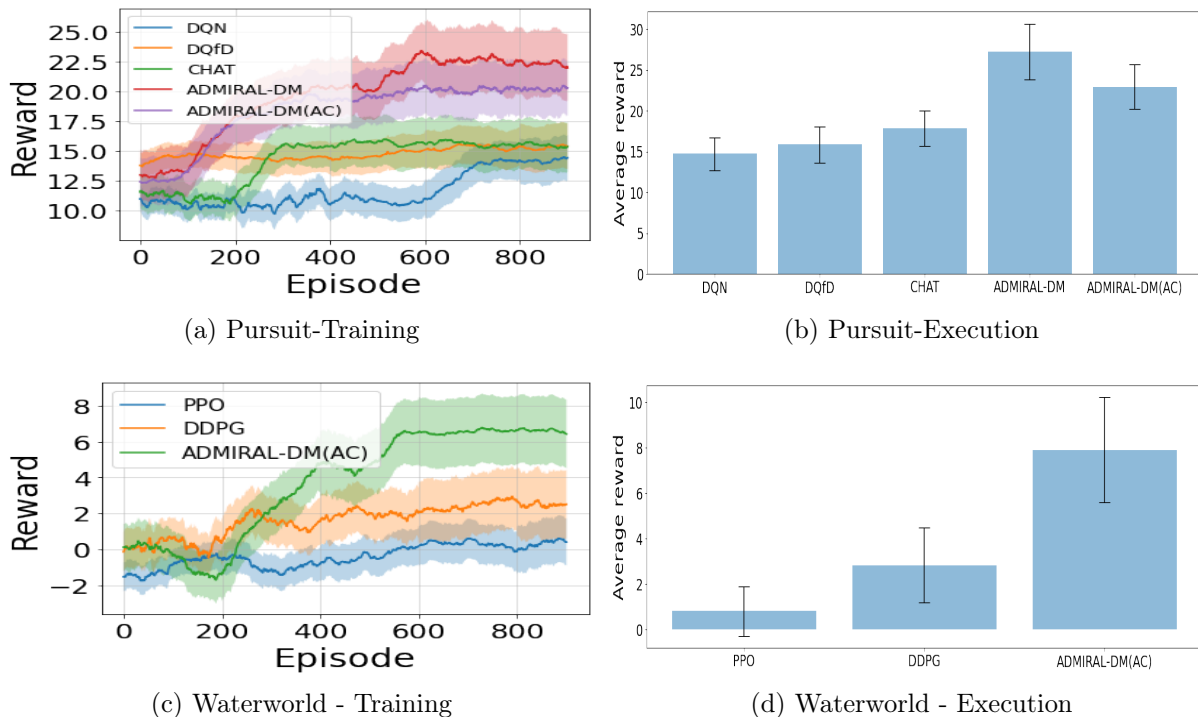 DQN
DQfD
CHAT
ADMIRAL-DM
ADMIRAL-DM(AC)
22.5
20.0
17.5
15.0
12.5
10.0
Reward
0 200 400 600 800
Episode
(a) Pursuit-Training
30
25
20
15
10
5
0
Average reward
DQN DQfD CHAT ADMIRAL-DM ADMIRAL-DM(AC)
(b) Pursuit-Execution
PPO
DDPG
ADMIRAL-DM(AC)
8
6
4
2
0
−2
Reward
0 200 400 600 800
Episode
(c) Waterworld - Training
10
8
6
4
2
0
Average reward
PPO DDPG ADMIRAL-DM(AC)
(d) Waterworld - Execution